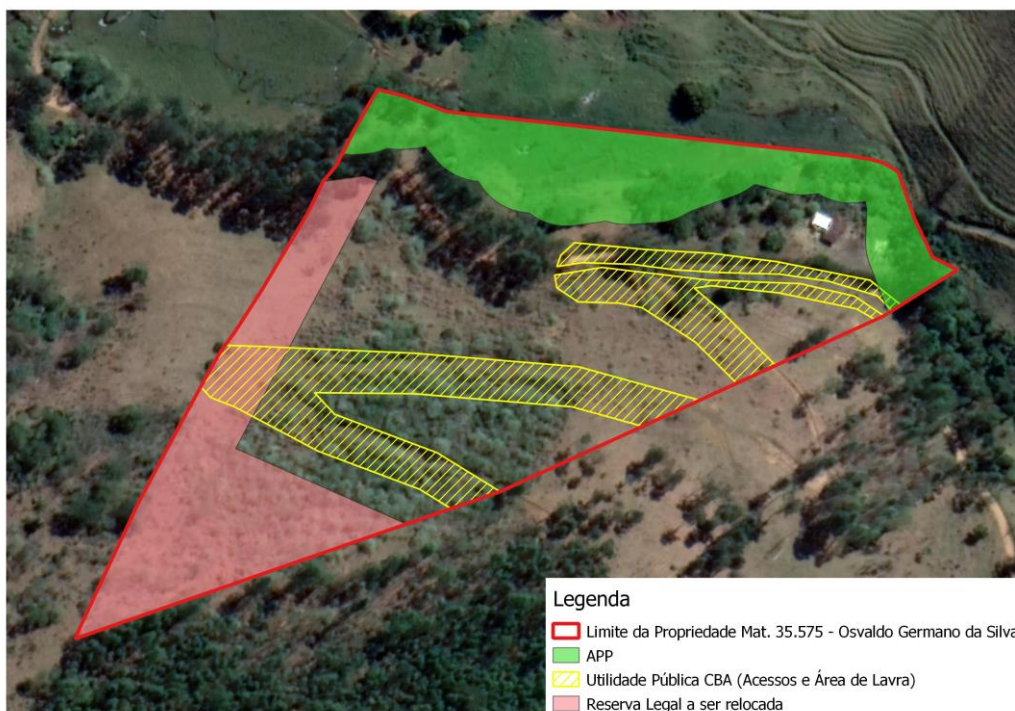 Legenda
Limite da Propriedade Mat. 35.575 - Osvaldo Germano da Silva
APP
Utilidade Pública CBA (Acessos e Área de Lavra)
Reserva Legal a ser relocada